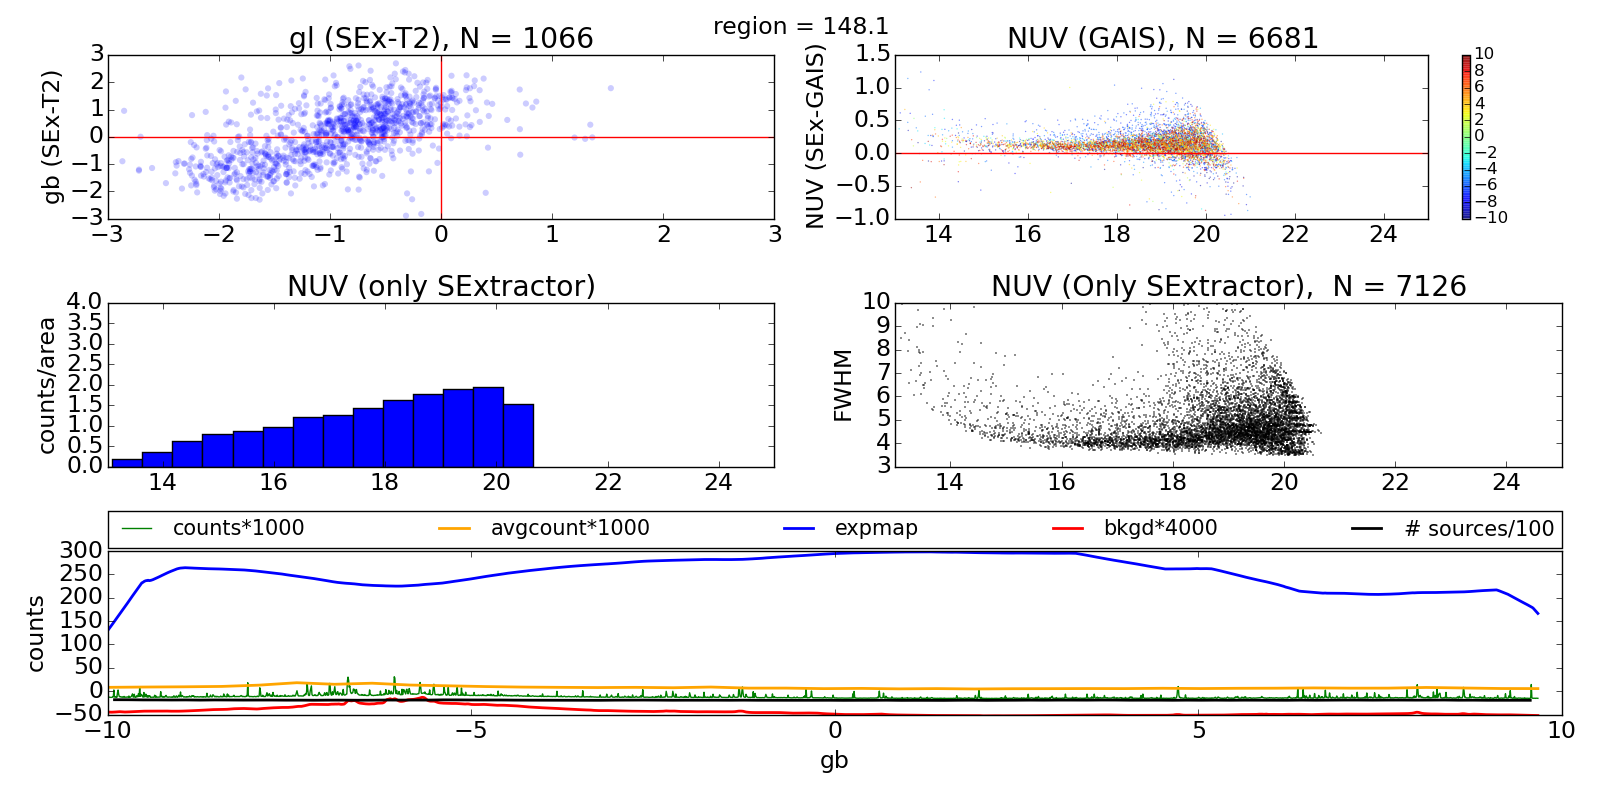 region = 148.1
gl (SEx-T2), N = 1066
gb (SEx-T2)
3
2
1
0
−1
−2
−3
−3 −2 −1 0 1 2 3
NUV (GAIS), N = 6681
NUV (SEx-GAIS)
1.5
1.0
0.5
0.0
−0.5
−1.0
14 16 18 20 22 24
10
8
6
4
2
0
−2
−4
−6
−8
−10
NUV (only SExtractor)
counts/area
4.0
3.5
3.0
2.5
2.0
1.5
1.0
0.5
0.0
14 16 18 20 22 24
NUV (Only SExtractor),  N = 7126
FWHM
10
9
8
7
6
5
4
3
14 16 18 20 22 24
counts*1000 avgcount*1000 expmap bkgd*4000 # sources/100
counts
300
250
200
150
100
50
0
−50
−10 −5 0 5 10
gb